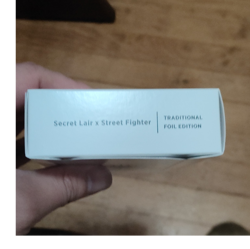 Secret Lair x Street Fighter
TRADITIONAL
FOIL EDITION